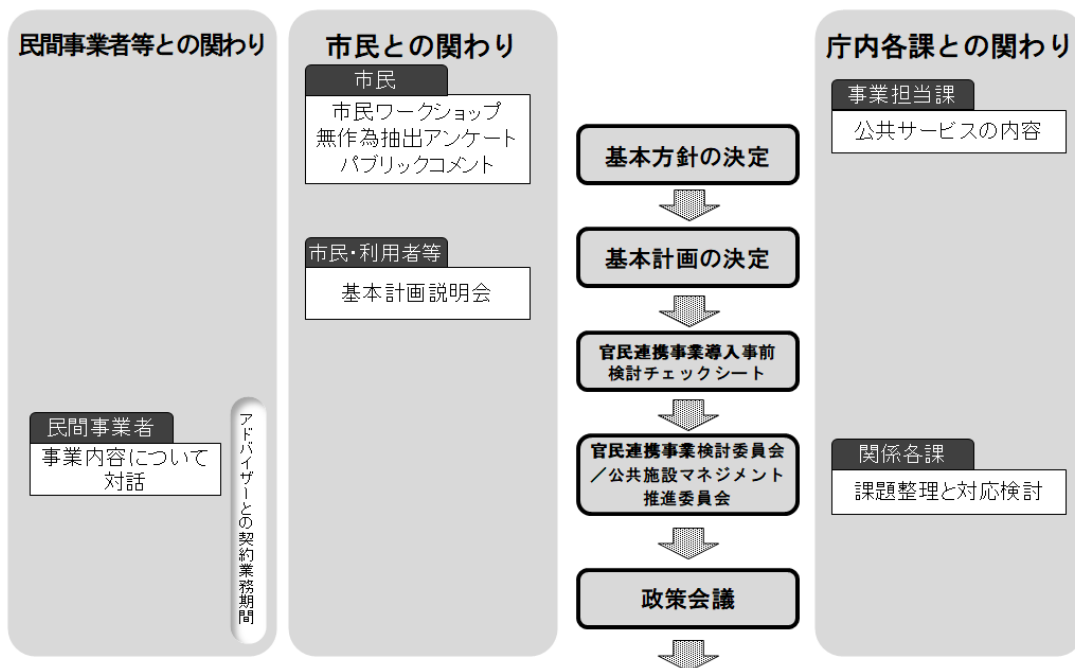 民間事業者等との関わり
民間事業者
事業内容について
対話
アドバイザーとの契約業務期間
市民との関わり
市民
市民ワークショップ
無作為抽出アンケート
パブリックコメント
市民・利用者等
基本計画説明会
基本方針の決定
基本計画の決定
官民連携事業導入事前
検討チェックシート
官民連携事業検討委員会
／公共施設マネジメント
推進委員会
政策会議
庁内各課との関わり
事業担当課
公共サービスの内容
関係各課
課題整理と対応検討